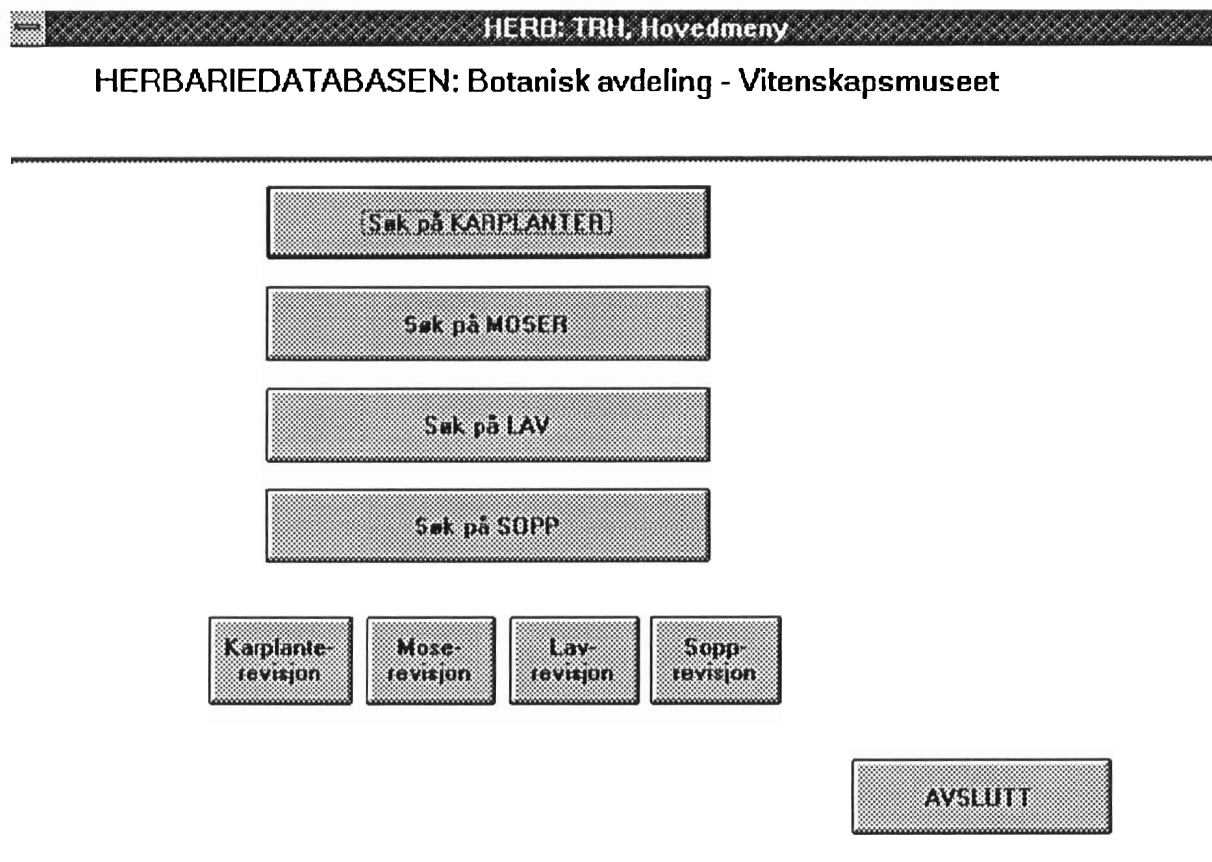 HERB: TRH, Hovedmeny
HERBARIEDATABASEN: Botanisk avdeling - Vitenskapsmuseet
Søk på KARPLANTER
Søk på MOSER
Søk på LAV
Søk på SOPP
Karplante-
revisjon
Mose-
revisjon
Lav-
revisjon
Sopp-
revisjon
AVSLUTT